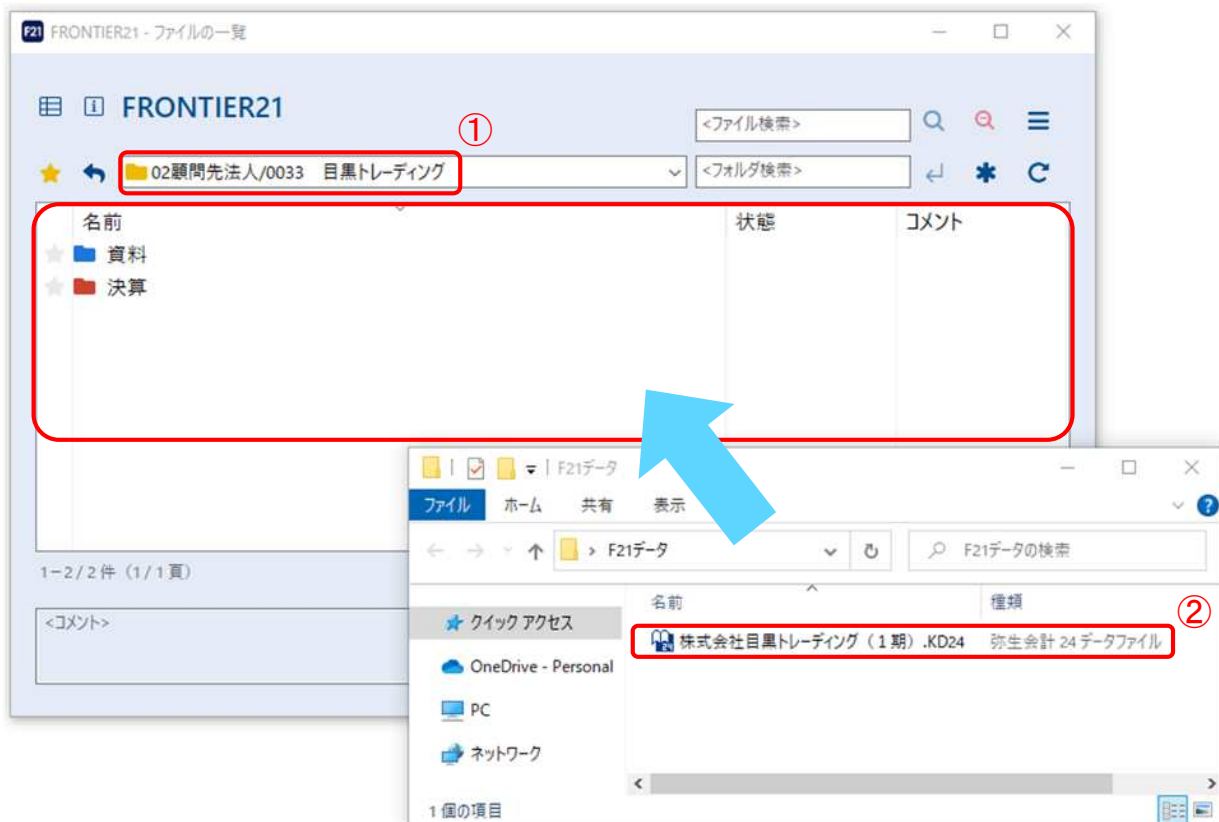 F21 FRONTIER21 - ファイルの一覧
FRONTIER21
①
<ファイル検索>
02顧問先法人/0033　目黒トレーディング
<フォルダ検索>
名前 状態 コメント
資料
決算
1-2/2件（1/1頁）
<コメント>
F21データ
ファイル ホーム 共有 表示
F21データ
F21データの検索
名前 種類
②
クイック アクセス
株式会社目黒トレーディング（1期）.KD24 弥生会計 24 データファイル
OneDrive - Personal
PC
ネットワーク
1 個の項目